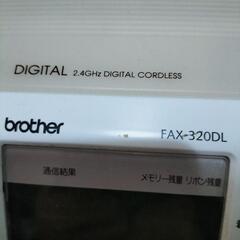 DIGITAL 2.4GHz DIGITAL CORDLESS
brother FAX-320DL
通信結果 メモリー残量 リボン残量